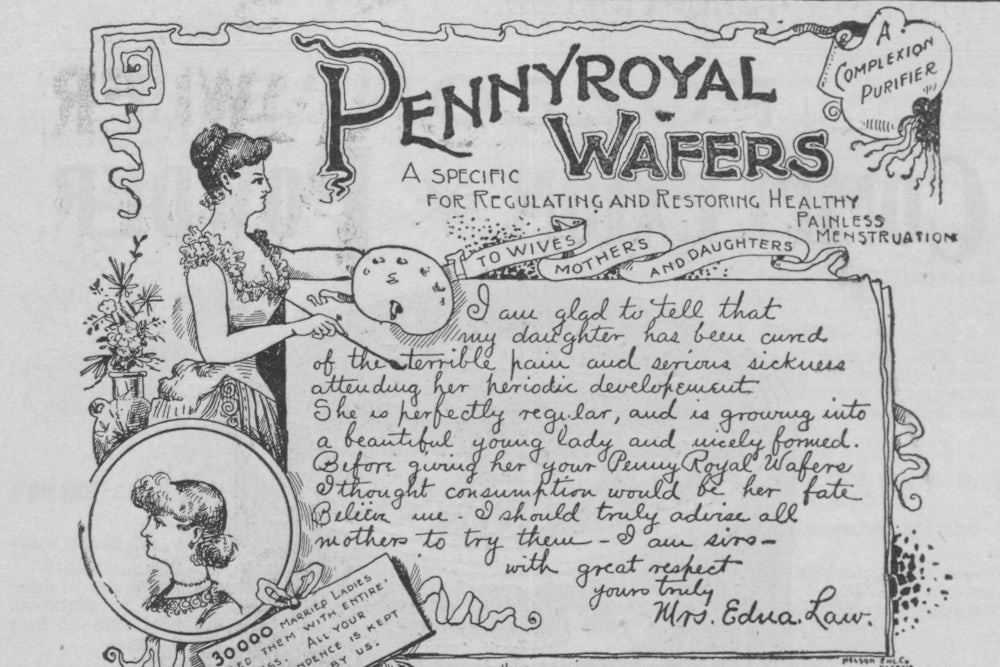 A
COMPLEXION
PURIFIER
PENNYROYAL
WAFERS
A SPECIFIC
FOR REGULATING AND RESTORING HEALTHY
PAINLESS
MENSTRUATION
TO WIVES
MOTHERS
AND DAUGHTERS
I am glad to tell that
my daughter has been cured
of the terrible pain and serious sickness
attending her periodic developement
She is perfectly regular, and is growing into
a beautiful young lady and nicely formed.
Before giving her your Penny Royal Wafers
I thought consumption would be her fate
Believe me - I should truly advise all
mothers to try them - I am sirs -
with great respect
yours truly
Mrs. Edna Law.
30000 MARRIED LADIES
THEM WITH ENTIRE
ALL YOUR
IS KEPT
BY US.
NELSON ENG. CO.